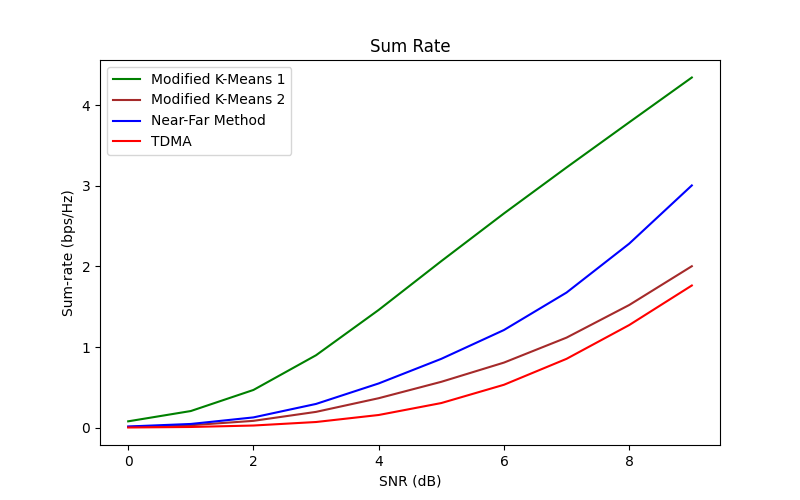 Sum Rate
Modified K-Means 1
Modified K-Means 2
Near-Far Method
TDMA
4
3
2
1
0
Sum-rate (bps/Hz)
0 2 4 6 8
SNR (dB)